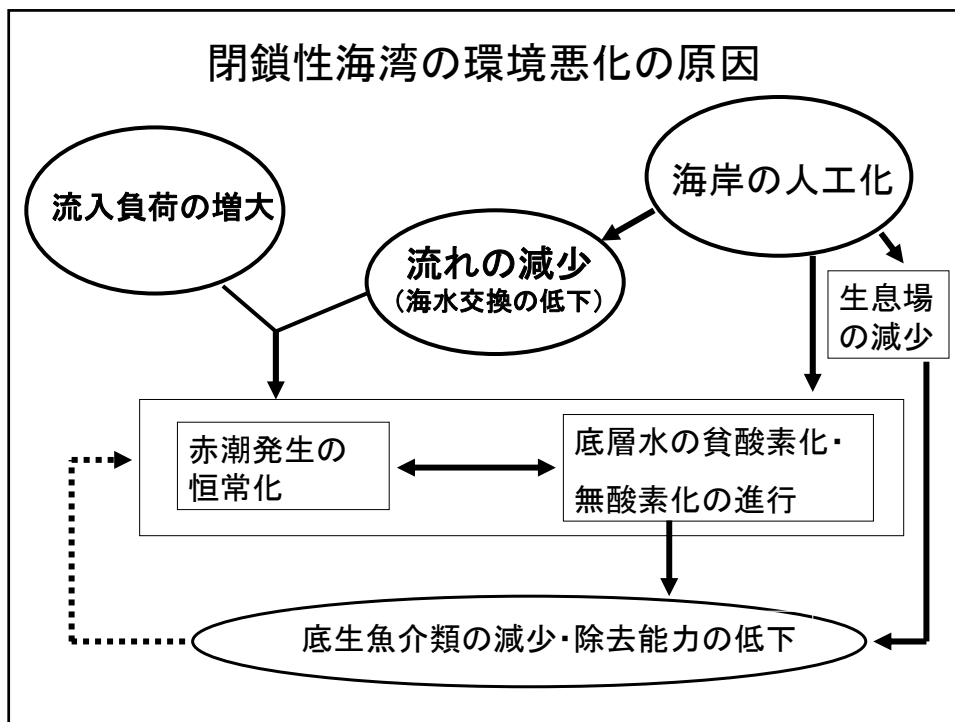 閉鎖性海湾の環境悪化の原因
流入負荷の増大
海岸の人工化
流れの減少
(海水交換の低下)
生息場
の減少
赤潮発生の
恒常化
底層水の貧酸素化・
無酸素化の進行
底生魚介類の減少・除去能力の低下